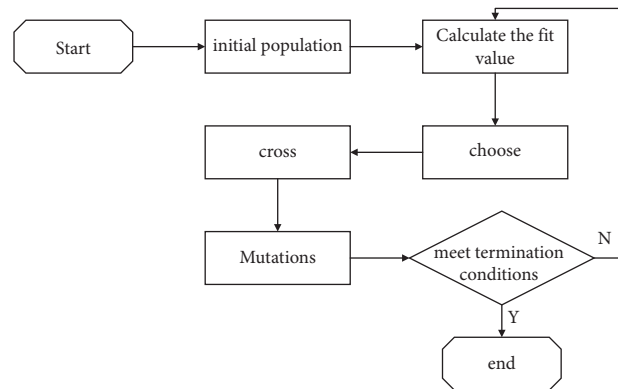 Start
initial population
Calculate the fit
value
cross
choose
Mutations
meet termination
conditions
N
Y
end